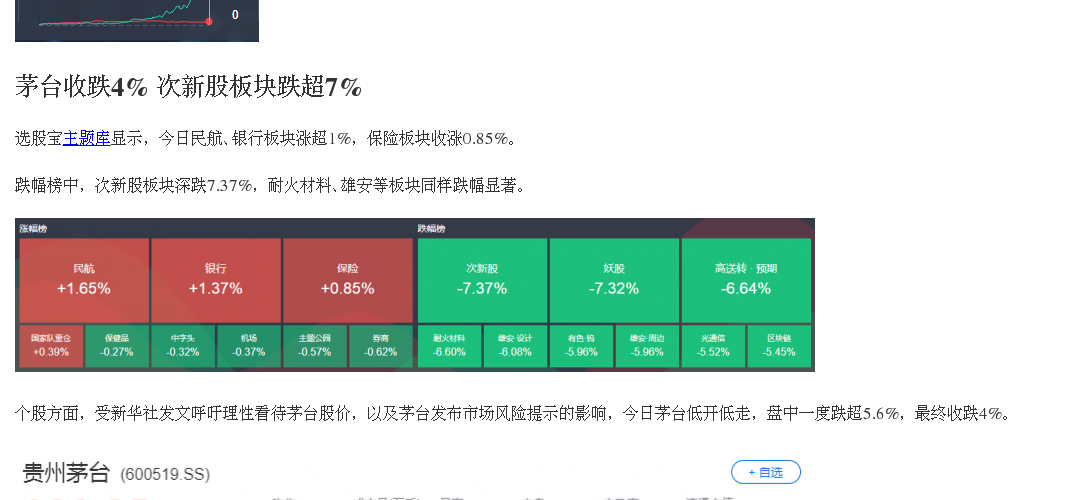 0
茅台收跌4% 次新股板块跌超7%
选股宝主题库显示，今日民航、银行板块涨超1%，保险板块收涨0.85%。
跌幅榜中，次新股板块深跌7.37%，耐火材料、雄安等板块同样跌幅显著。
涨幅榜 跌幅榜
民航 银行 保险 次新股 妖股 高送转 · 预期
+1.65% +1.37% +0.85% -7.37% -7.32% -6.64%
国家队重仓 保健品 中字头 机场 主题公园 券商 耐火材料 雄安·设计 有色·钨 雄安·周边 光通信 区块链
+0.39% -0.27% -0.32% -0.37% -0.57% -0.62% -6.60% -6.08% -5.96% -5.96% -5.52% -5.45%
个股方面，受新华社发文呼吁理性看待茅台股价，以及茅台发布市场风险提示的影响，今日茅台低开低走，盘中一度跌超5.6%，最终收跌4%。
贵州茅台 (600519.SS) + 自选